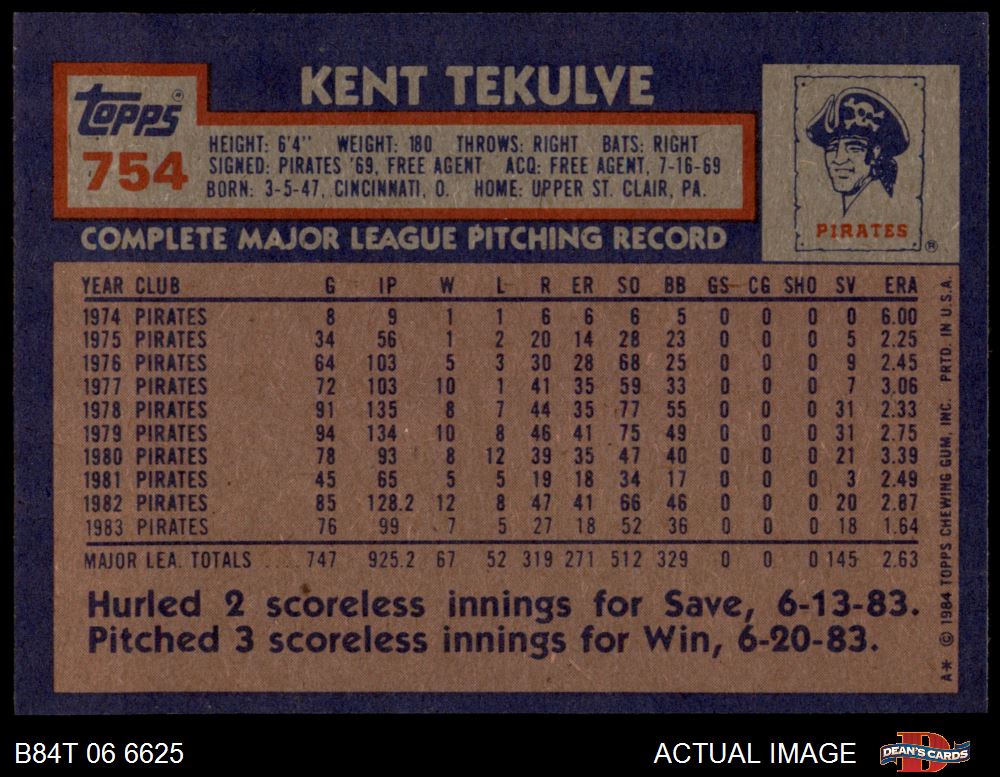 KENT TEKULVE
TOPPS ®
754
HEIGHT: 6'4" WEIGHT: 180 THROWS: RIGHT BATS: RIGHT
SIGNED: PIRATES '69, FREE AGENT ACQ: FREE AGENT, 7-16-69
BORN: 3-5-47, CINCINNATI, O. HOME: UPPER ST. CLAIR, PA.
PIRATES ®
COMPLETE MAJOR LEAGUE PITCHING RECORD
YEAR CLUB G IP W L R ER SO BB GS CG SHO SV ERA
1974 PIRATES 8 9 1 1 6 6 6 5 0 0 0 0 6.00
1975 PIRATES 34 56 1 2 20 14 28 23 0 0 0 5 2.25
1976 PIRATES 64 103 5 3 30 28 68 25 0 0 0 9 2.45
1977 PIRATES 72 103 10 1 41 35 59 33 0 0 0 7 3.06
1978 PIRATES 91 135 8 7 44 35 77 55 0 0 0 31 2.33
1979 PIRATES 94 134 10 8 46 41 75 49 0 0 0 31 2.75
1980 PIRATES 78 93 8 12 39 35 47 40 0 0 0 21 3.39
1981 PIRATES 45 65 5 5 19 18 34 17 0 0 0 3 2.49
1982 PIRATES 85 128.2 12 8 47 41 66 46 0 0 0 20 2.87
1983 PIRATES 76 99 7 5 27 18 52 36 0 0 0 18 1.64
MAJOR LEA. TOTALS 747 925.2 67 52 319 271 512 329 0 0 0 145 2.63
Hurled 2 scoreless innings for Save, 6-13-83.
Pitched 3 scoreless innings for Win, 6-20-83.
A* © 1984 TOPPS CHEWING GUM, INC. PRTD. IN U.S.A.
B84T 06 6625
ACTUAL IMAGE
DEAN'S CARDS